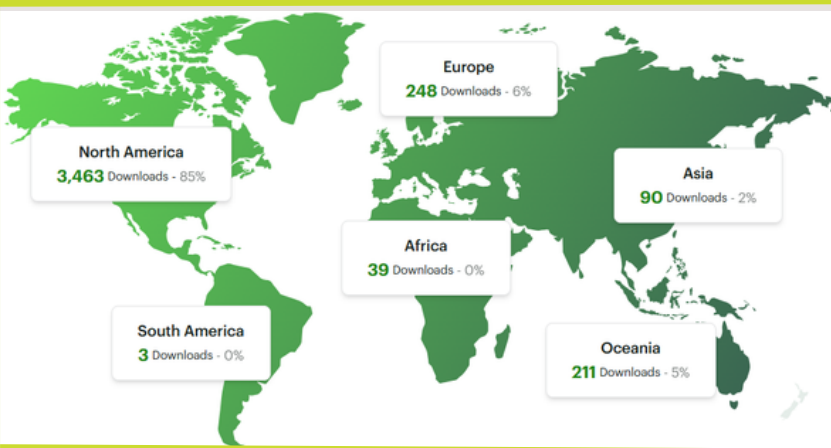 Europe
248 Downloads - 6%
North America
3,463 Downloads - 85%
Asia
90 Downloads - 2%
Africa
39 Downloads - 0%
South America
3 Downloads - 0%
Oceania
211 Downloads - 5%